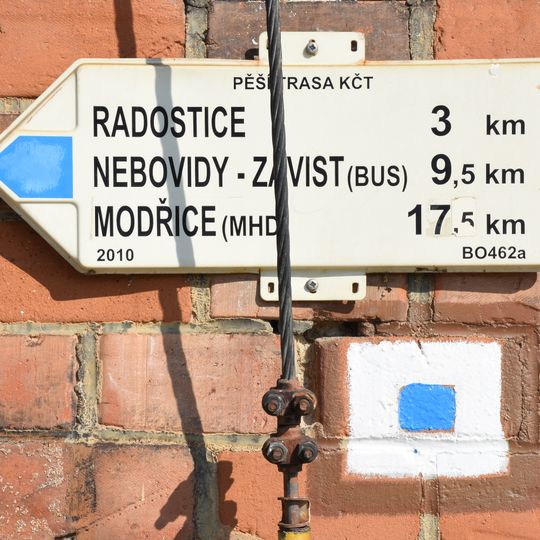 PĚŠÍ TRASA KČT
RADOSTICE 3 km
NEBOVIDY - ZÁVIST (BUS) 9,5 km
MODŘICE (MHD) 17,5 km
2010 BO462a